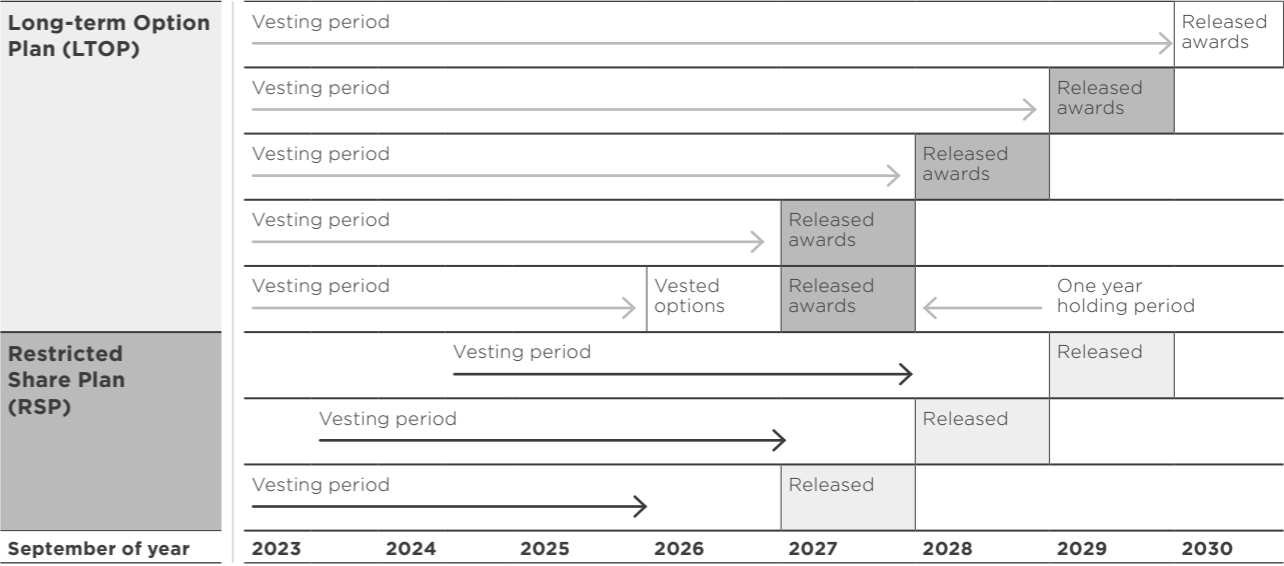 Long-term Option
Plan (LTOP)
Vesting period
Released
awards
Vesting period
Released
awards
Vesting period
Released
awards
Vesting period
Released
awards
Vesting period
Vested
options
Released
awards
One year
holding period
Restricted
Share Plan
(RSP)
Vesting period
Released
Vesting period
Released
Vesting period
Released
September of year 2023 2024 2025 2026 2027 2028 2029 2030